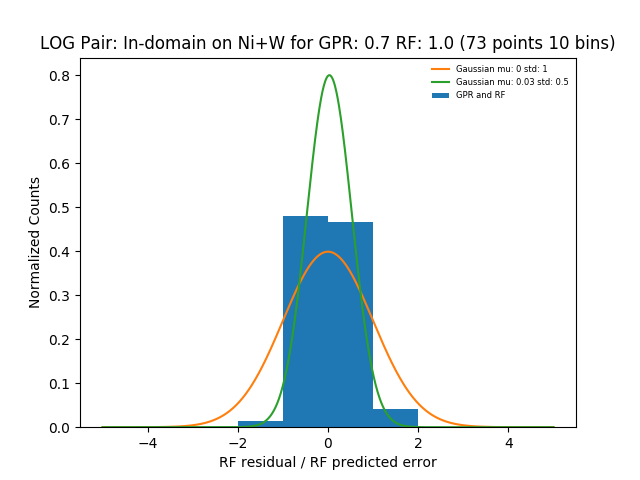 LOG Pair: In-domain on Ni+W for GPR: 0.7 RF: 1.0 (73 points 10 bins)
Gaussian mu: 0 std: 1
Gaussian mu: 0.03 std: 0.5
GPR and RF
0.8
0.7
0.6
0.5
0.4
0.3
0.2
0.1
0.0
Normalized Counts
−4
−2
0
2
4
RF residual / RF predicted error